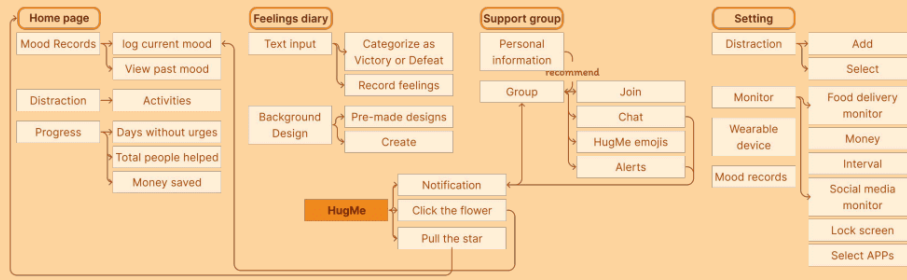 Home page
Mood Records
log current mood
View past mood
Distraction
Activities
Progress
Days without urges
Total people helped
Money saved
Feelings diary
Text input
Categorize as
Victory or Defeat
Record feelings
Background
Design
Pre-made designs
Create
HugMe
Notification
Click the flower
Pull the star
Support group
Personal
information
recommend
Group
Join
Chat
HugMe emojis
Alerts
Setting
Distraction
Add
Select
Monitor
Food delivery
monitor
Money
Interval
Social media
monitor
Lock screen
Select APPs
Wearable
device
Mood records